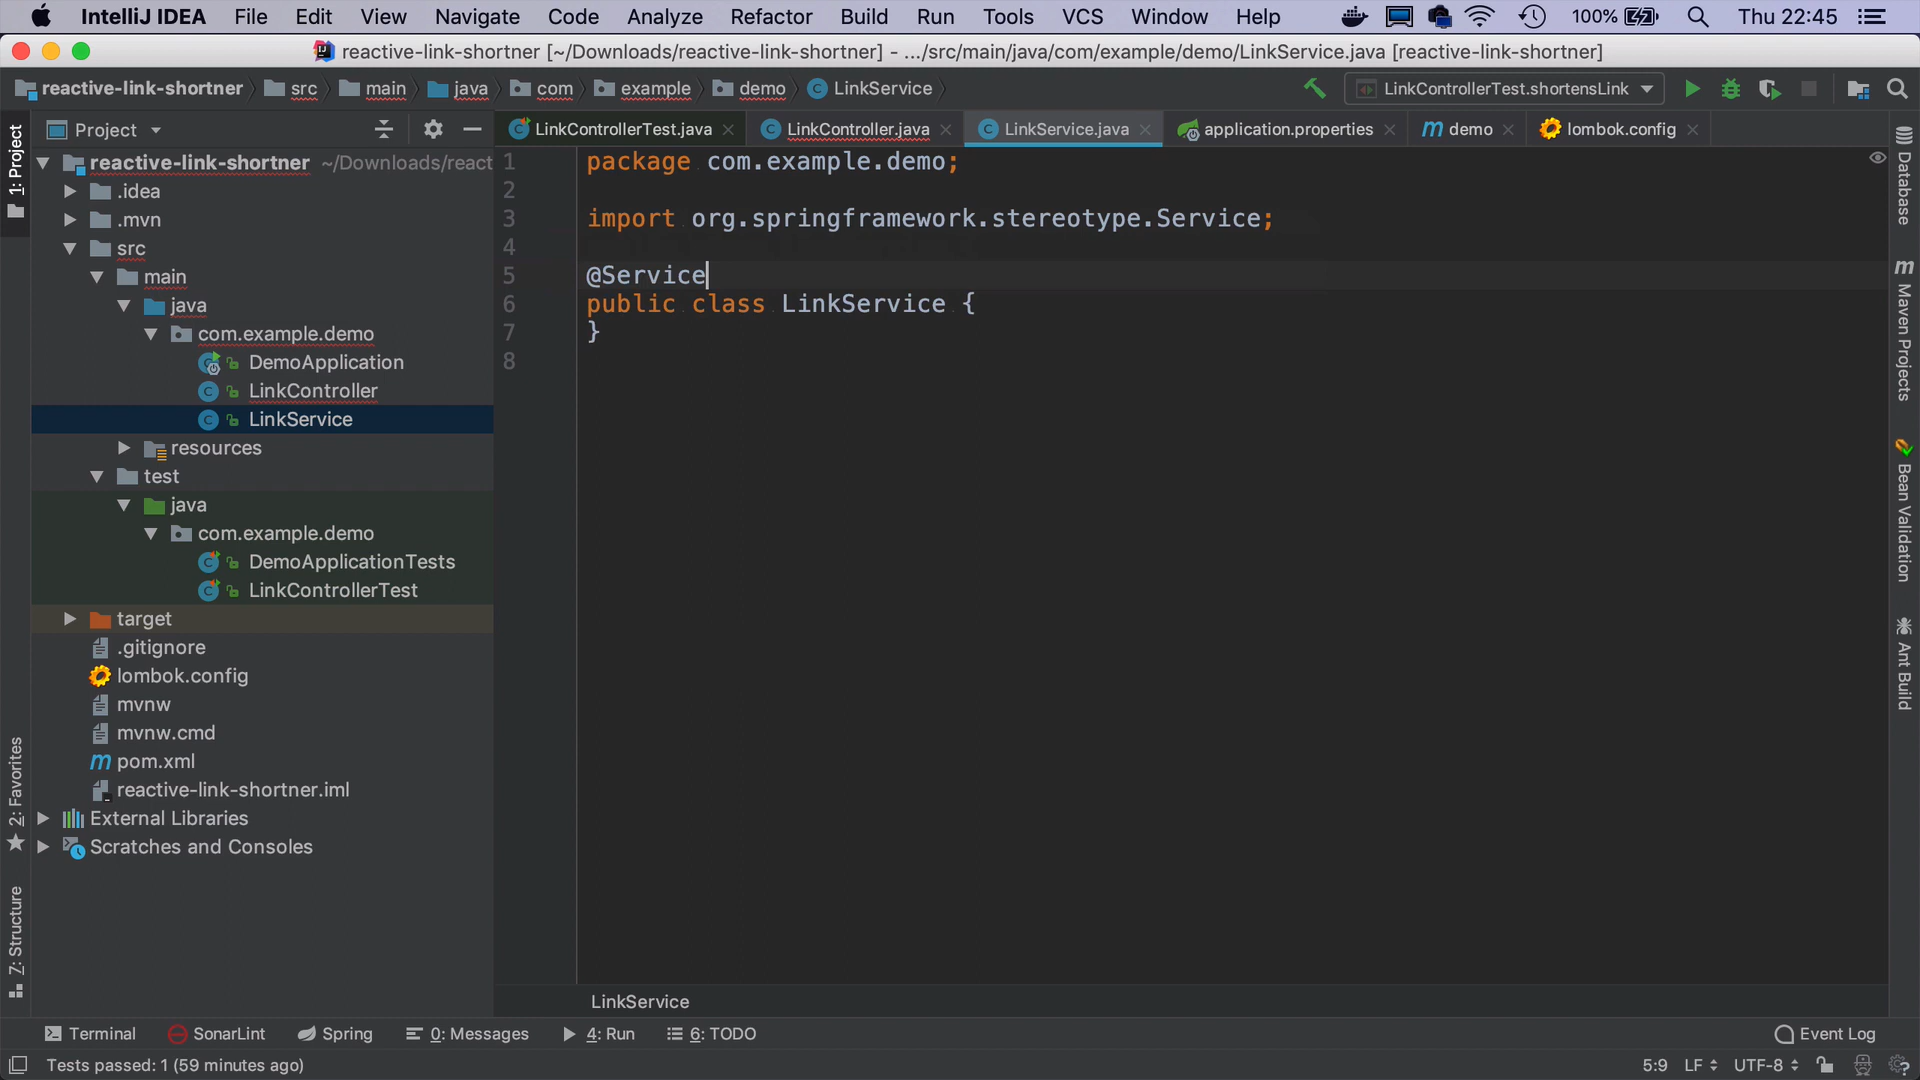 IntelliJ IDEA File Edit View Navigate Code Analyze Refactor Build Run Tools VCS Window Help 100% Thu 22:45
reactive-link-shortner [~/Downloads/reactive-link-shortner] - .../src/main/java/com/example/demo/LinkService.java [reactive-link-shortner]
reactive-link-shortner src main java com example demo LinkService LinkControllerTest.shortensLink
Project LinkControllerTest.java LinkController.java LinkService.java application.properties demo lombok.config
1: Project
2: Favorites
Z: Structure
reactive-link-shortner ~/Downloads/react
.idea
.mvn
src
main
java
com.example.demo
DemoApplication
LinkController
LinkService
resources
test
java
com.example.demo
DemoApplicationTests
LinkControllerTest
target
.gitignore
lombok.config
mvnw
mvnw.cmd
pom.xml
reactive-link-shortner.iml
External Libraries
Scratches and Consoles
1 package com.example.demo;
2
3 import org.springframework.stereotype.Service;
4
5 @Service
6 public class LinkService {
7 }
8
LinkService
Database
Maven Projects
Bean Validation
Ant Build
Terminal SonarLint Spring 0: Messages 4: Run 6: TODO Event Log
Tests passed: 1 (59 minutes ago) 5:9 LF UTF-8